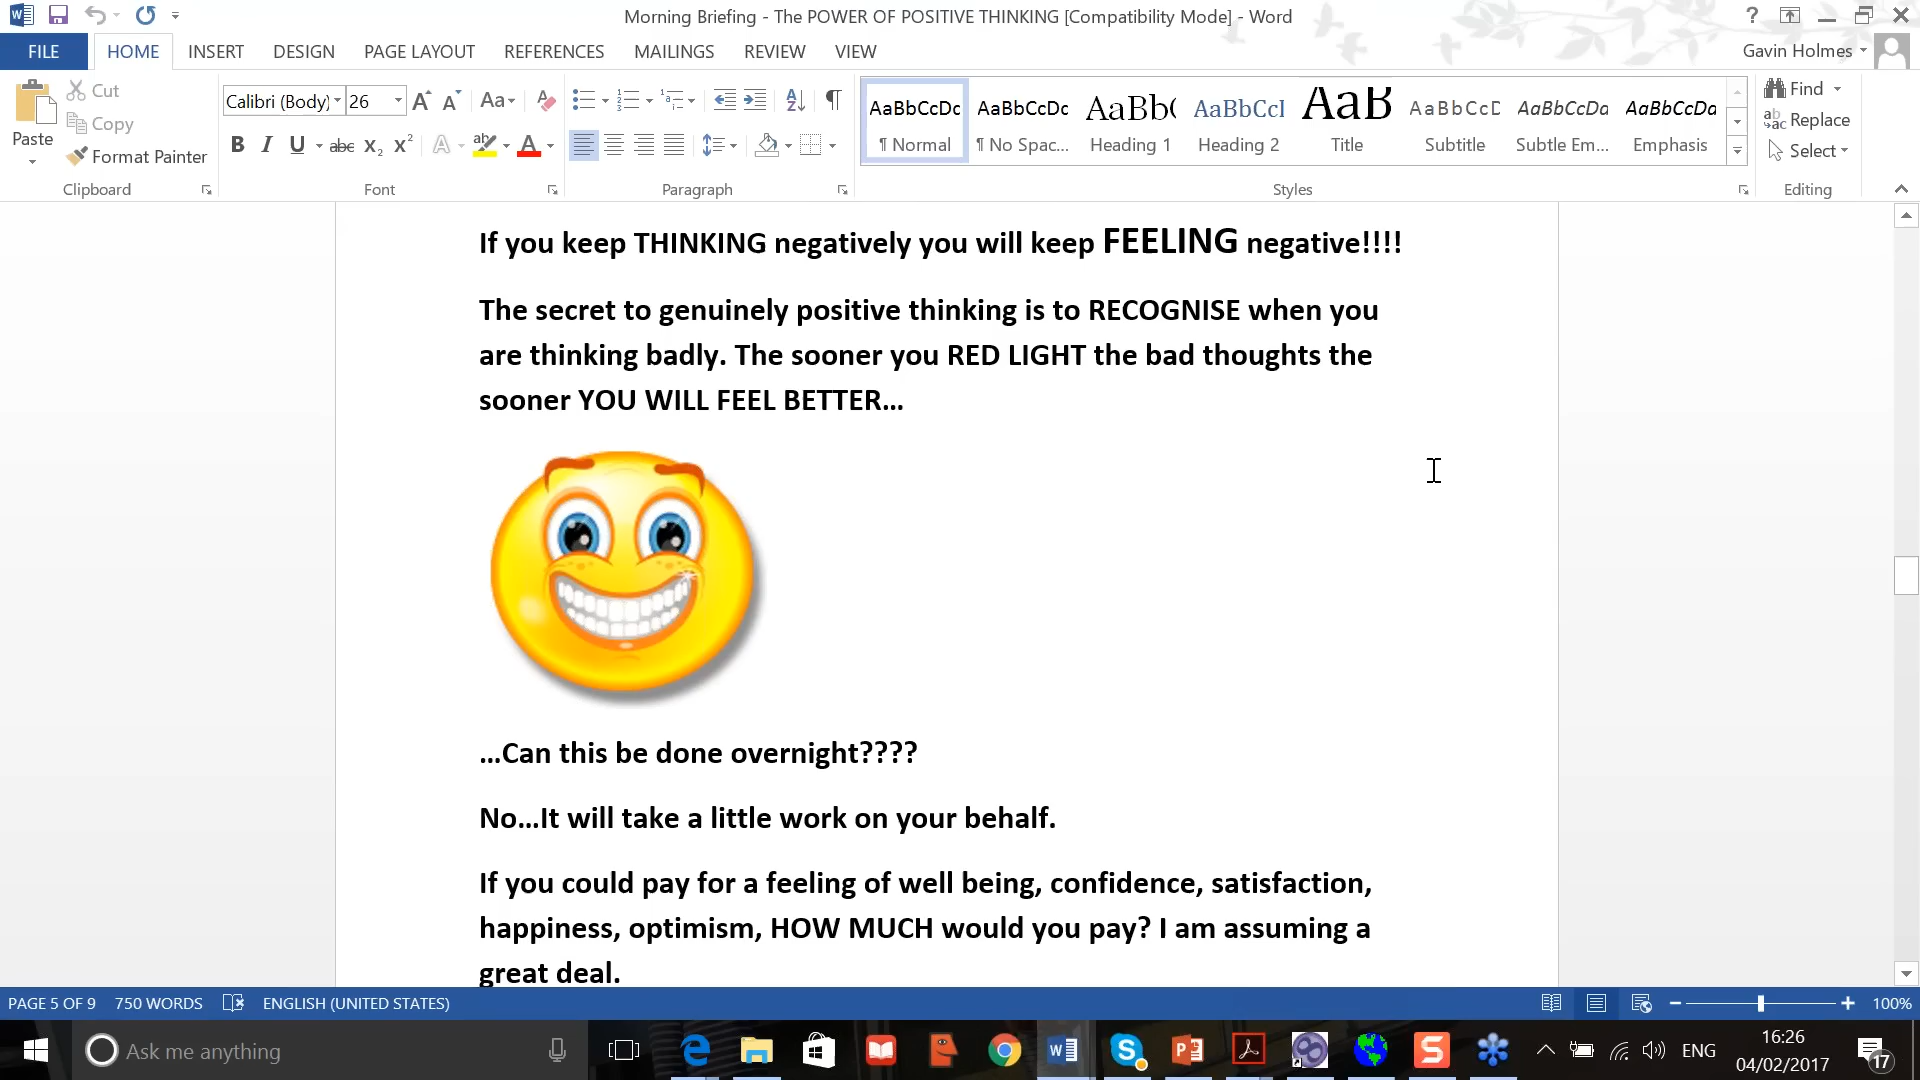 Morning Briefing - The POWER OF POSITIVE THINKING [Compatibility Mode] - Word
FILE HOME INSERT DESIGN PAGE LAYOUT REFERENCES MAILINGS REVIEW VIEW
Gavin Holmes
Paste
Cut
Copy
Format Painter
Clipboard
Calibri (Body) 26
Font
Paragraph
AaBbCcDc AaBbCcDc AaBb( AaBbCcI AaB AaBbCcD AaBbCcDa AaBbCcDa
¶ Normal ¶ No Spac... Heading 1 Heading 2 Title Subtitle Subtle Em... Emphasis
Styles
Find
Replace
Select
Editing
If you keep THINKING negatively you will keep FEELING negative!!!!
The secret to genuinely positive thinking is to RECOGNISE when you
are thinking badly. The sooner you RED LIGHT the bad thoughts the
sooner YOU WILL FEEL BETTER...
...Can this be done overnight????
No...It will take a little work on your behalf.
If you could pay for a feeling of well being, confidence, satisfaction,
happiness, optimism, HOW MUCH would you pay? I am assuming a
great deal.
PAGE 5 OF 9 750 WORDS ENGLISH (UNITED STATES) 100%
Ask me anything
ENG
16:26
04/02/2017
17